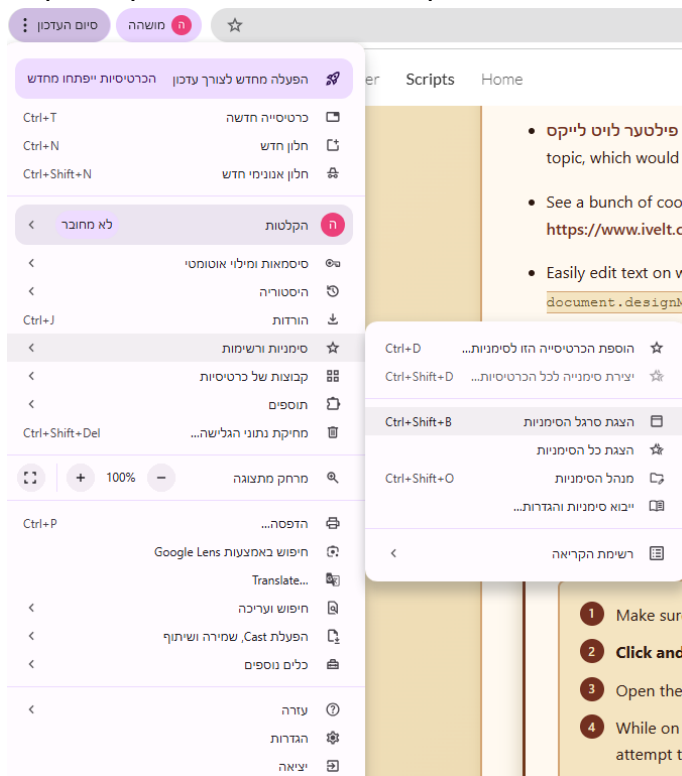 סיום העדכון
מושהה ה
er Scripts Home
הפעלה מחדש לצורך עדכון הכרטיסיות ייפתחו מחדש
כרטיסייה חדשה Ctrl+T
חלון חדש Ctrl+N
חלון אנונימי חדש Ctrl+Shift+N
ה הקלטות לא מחובר
סיסמאות ומילוי אוטומטי
היסטוריה
הורדות Ctrl+J
סימניות ורשימות
קבוצות של כרטיסיות
תוספים
מחיקת נתוני הגלישה... Ctrl+Shift+Del
מרחק מתצוגה − 100% +
הדפסה... Ctrl+P
חיפוש באמצעות Google Lens
Translate...
חיפוש ועריכה
הפעלת Cast, שמירה ושיתוף
כלים נוספים
עזרה
הגדרות
יציאה
הוספת הכרטיסייה הזו לסימניות... Ctrl+D
יצירת סימנייה לכל הכרטיסיות... Ctrl+Shift+D
הצגת סרגל הסימניות Ctrl+Shift+B
הצגת כל הסימניות
מנהל הסימניות Ctrl+Shift+O
ייבוא סימניות והגדרות...
רשימת הקריאה
• פילטער לויט לייקס
topic, which would
• See a bunch of coo
https://www.ivelt.c
• Easily edit text on w
document.designM
1 Make sur
2 Click and
3 Open the
4 While on
attempt t